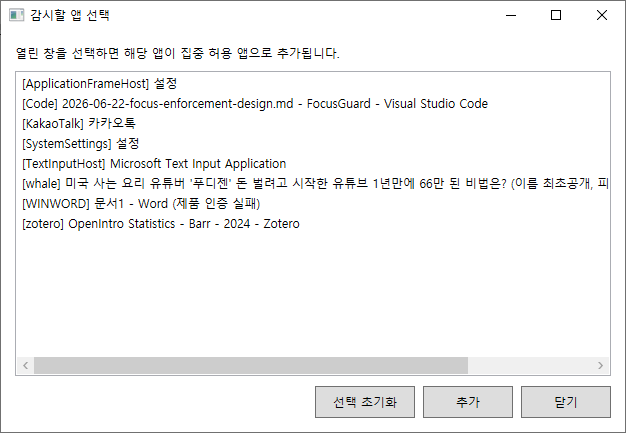 감시할 앱 선택
열린 창을 선택하면 해당 앱이 집중 허용 앱으로 추가됩니다.
[ApplicationFrameHost] 설정
[Code] 2026-06-22-focus-enforcement-design.md - FocusGuard - Visual Studio Code
[KakaoTalk] 카카오톡
[SystemSettings] 설정
[TextInputHost] Microsoft Text Input Application
[whale] 미국 사는 요리 유튜버 '푸디젠' 돈 벌려고 시작한 유튜브 1년만에 66만 된 비법은? (이름 최초공개, 피
[WINWORD] 문서1 - Word (제품 인증 실패)
[zotero] OpenIntro Statistics - Barr - 2024 - Zotero
선택 초기화 추가 닫기